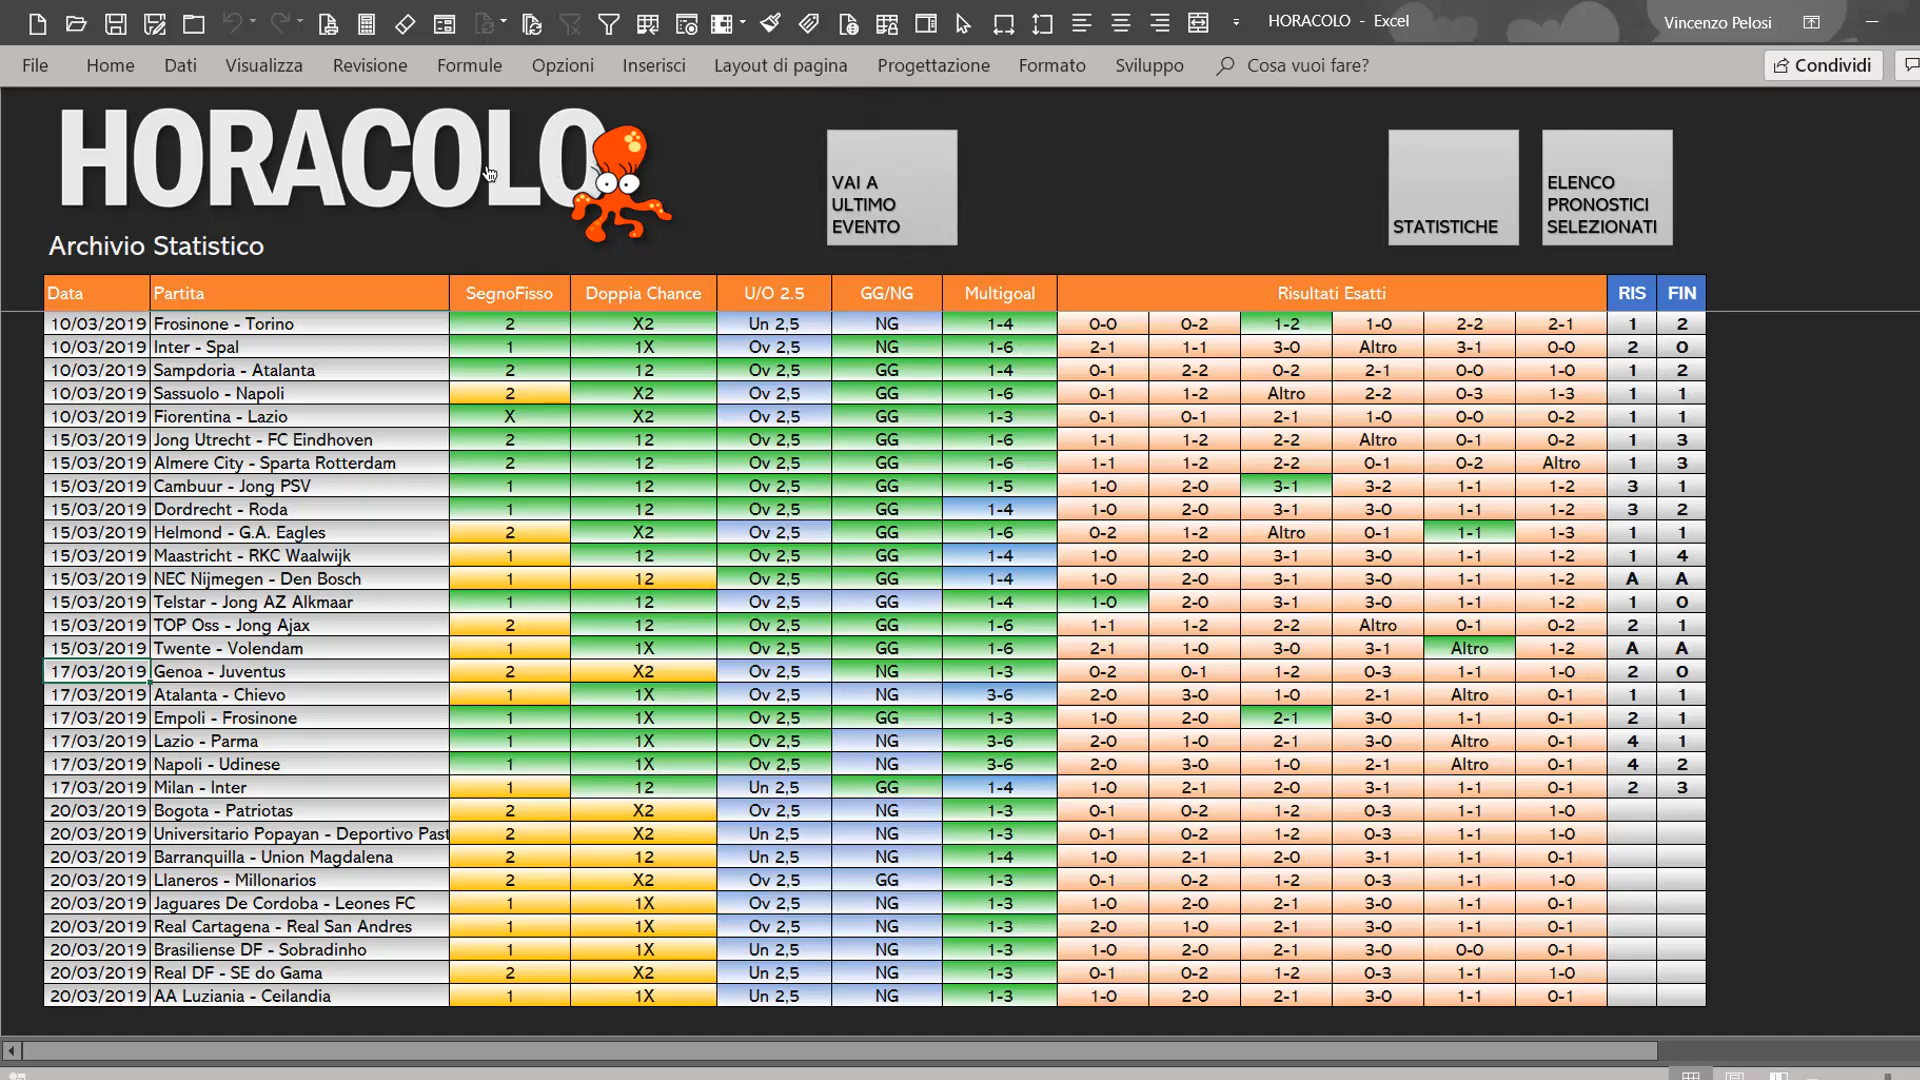 HORACOLO - Excel
Vincenzo Pelosi
File Home Dati Visualizza Revisione Formule Opzioni Inserisci Layout di pagina Progettazione Formato Sviluppo Cosa vuoi fare? Condividi
HORACOLO
Archivio Statistico
VAI A
ULTIMO
EVENTO
STATISTICHE
ELENCO
PRONOSTICI
SELEZIONATI
Data Partita SegnoFisso Doppia Chance U/O 2.5 GG/NG Multigoal Risultati Esatti RIS FIN
10/03/2019 Frosinone - Torino 2 X2 Un 2,5 NG 1-4 0-0 0-2 1-2 1-0 2-2 2-1 1 2
10/03/2019 Inter - Spal 1 1X Ov 2,5 NG 1-6 2-1 1-1 3-0 Altro 3-1 0-0 2 0
10/03/2019 Sampdoria - Atalanta 2 12 Ov 2,5 GG 1-4 0-1 2-2 0-2 2-1 0-0 1-0 1 2
10/03/2019 Sassuolo - Napoli 2 X2 Ov 2,5 GG 1-6 0-1 1-2 Altro 2-2 0-3 1-3 1 1
10/03/2019 Fiorentina - Lazio X X2 Ov 2,5 GG 1-3 0-1 0-1 2-1 1-0 0-0 0-2 1 1
15/03/2019 Jong Utrecht - FC Eindhoven 2 12 Ov 2,5 GG 1-6 1-1 1-2 2-2 Altro 0-1 0-2 1 3
15/03/2019 Almere City - Sparta Rotterdam 2 12 Ov 2,5 GG 1-6 1-1 1-2 2-2 0-1 0-2 Altro 1 3
15/03/2019 Cambuur - Jong PSV 1 12 Ov 2,5 GG 1-5 1-0 2-0 3-1 3-2 1-1 1-2 3 1
15/03/2019 Dordrecht - Roda 1 12 Ov 2,5 GG 1-4 1-0 2-0 3-1 3-0 1-1 1-2 3 2
15/03/2019 Helmond - G.A. Eagles 2 X2 Ov 2,5 GG 1-6 0-2 1-2 Altro 0-1 1-1 1-3 1 1
15/03/2019 Maastricht - RKC Waalwijk 1 12 Ov 2,5 GG 1-4 1-0 2-0 3-1 3-0 1-1 1-2 1 4
15/03/2019 NEC Nijmegen - Den Bosch 1 12 Ov 2,5 GG 1-4 1-0 2-0 3-1 3-0 1-1 1-2 A A
15/03/2019 Telstar - Jong AZ Alkmaar 1 12 Ov 2,5 GG 1-4 1-0 2-0 3-1 3-0 1-1 1-2 1 0
15/03/2019 TOP Oss - Jong Ajax 2 12 Ov 2,5 GG 1-6 1-1 1-2 2-2 Altro 0-1 0-2 2 1
15/03/2019 Twente - Volendam 1 1X Ov 2,5 GG 1-6 2-1 1-0 3-0 3-1 Altro 1-2 A A
17/03/2019 Genoa - Juventus 2 X2 Ov 2,5 NG 1-3 0-2 0-1 1-2 0-3 1-1 1-0 2 0
17/03/2019 Atalanta - Chievo 1 1X Ov 2,5 NG 3-6 2-0 3-0 1-0 2-1 Altro 0-1 1 1
17/03/2019 Empoli - Frosinone 1 1X Ov 2,5 GG 1-3 1-0 2-0 2-1 3-0 1-1 0-1 2 1
17/03/2019 Lazio - Parma 1 1X Ov 2,5 NG 3-6 2-0 1-0 2-1 3-0 Altro 0-1 4 1
17/03/2019 Napoli - Udinese 1 1X Ov 2,5 NG 3-6 2-0 3-0 1-0 2-1 Altro 0-1 4 2
17/03/2019 Milan - Inter 1 12 Un 2,5 GG 1-4 1-0 2-1 2-0 3-1 1-1 0-1 2 3
20/03/2019 Bogota - Patriotas 2 X2 Ov 2,5 NG 1-3 0-1 0-2 1-2 0-3 1-1 1-0
20/03/2019 Universitario Popayan - Deportivo Past 2 X2 Un 2,5 NG 1-3 0-1 0-2 1-2 0-3 1-1 1-0
20/03/2019 Barranquilla - Union Magdalena 2 12 Un 2,5 NG 1-4 1-0 2-1 2-0 3-1 1-1 0-1
20/03/2019 Llaneros - Millonarios 2 X2 Ov 2,5 GG 1-3 0-1 0-2 1-2 0-3 1-1 1-0
20/03/2019 Jaguares De Cordoba - Leones FC 1 1X Ov 2,5 NG 1-3 1-0 2-0 2-1 3-0 1-1 0-1
20/03/2019 Real Cartagena - Real San Andres 1 1X Ov 2,5 NG 1-3 2-0 1-0 2-1 3-0 1-1 0-1
20/03/2019 Brasiliense DF - Sobradinho 1 1X Un 2,5 NG 1-3 1-0 2-0 2-1 3-0 0-0 0-1
20/03/2019 Real DF - SE do Gama 2 X2 Un 2,5 NG 1-3 0-1 0-2 1-2 0-3 1-1 1-0
20/03/2019 AA Luziania - Ceilandia 1 1X Un 2,5 NG 1-3 1-0 2-0 2-1 3-0 1-1 0-1